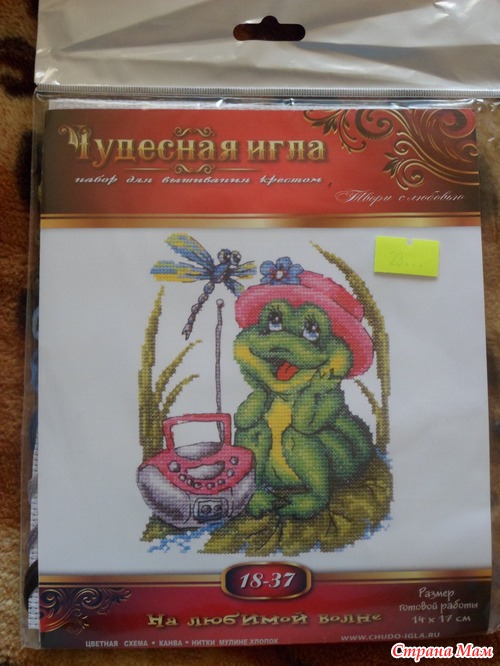 Чудесная игла
набор для вышивания крестом
Твори с любовью
23...
18-37
На любимой волне
Размер
готовой работы
14 х 17 см
ЦВЕТНАЯ СХЕМА • КАНВА • НИТКИ МУЛИНЕ ХЛОПОК
WWW.CHUDO-IGLA.RU
Страна Мам